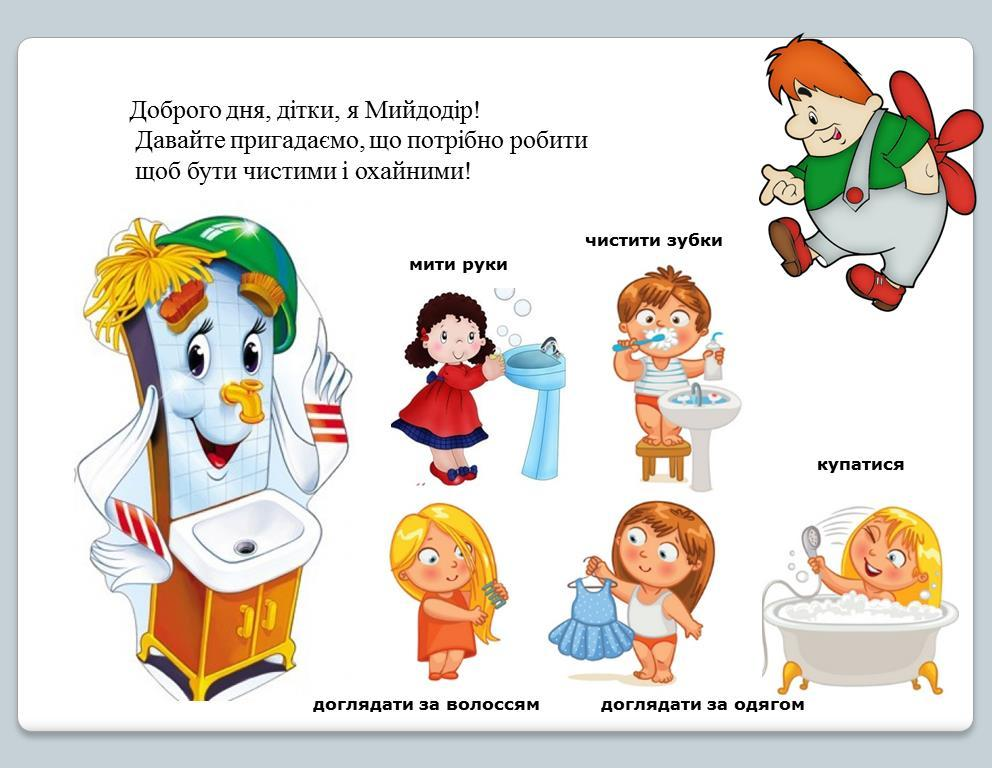 Доброго дня, дітки, я Мийдодір!
Давайте пригадаємо, що потрібно робити
щоб бути чистими і охайними!
чистити зубки
мити руки
купатися
доглядати за волоссям
доглядати за одягом